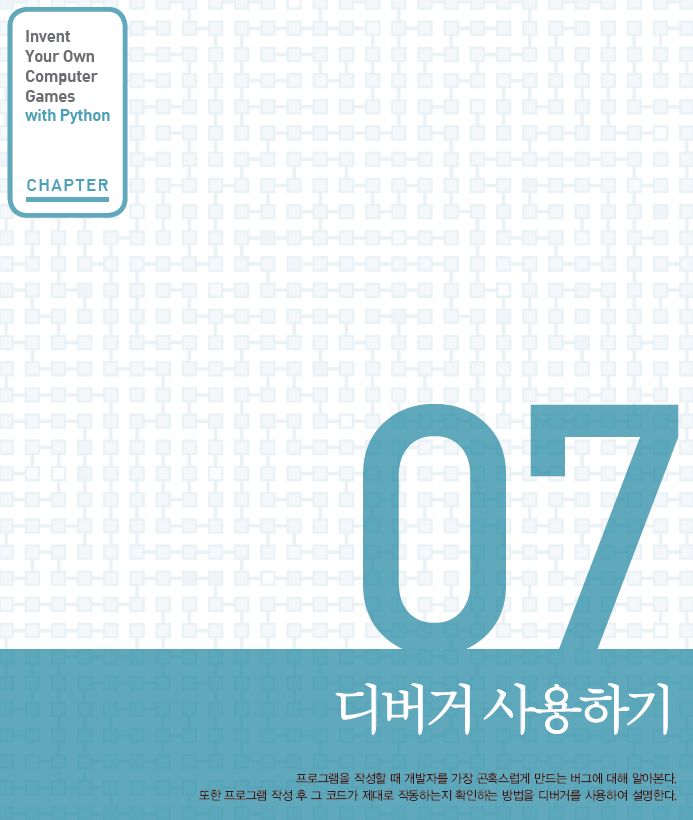 Invent
Your Own
Computer
Games
with Python
CHAPTER
07
디버거 사용하기
프로그램을 작성할 때 개발자를 가장 곤혹스럽게 만드는 버그에 대해 알아본다.
또한 프로그램 작성 후 그 코드가 제대로 작동하는지 확인하는 방법을 디버거를 사용하여 설명한다.